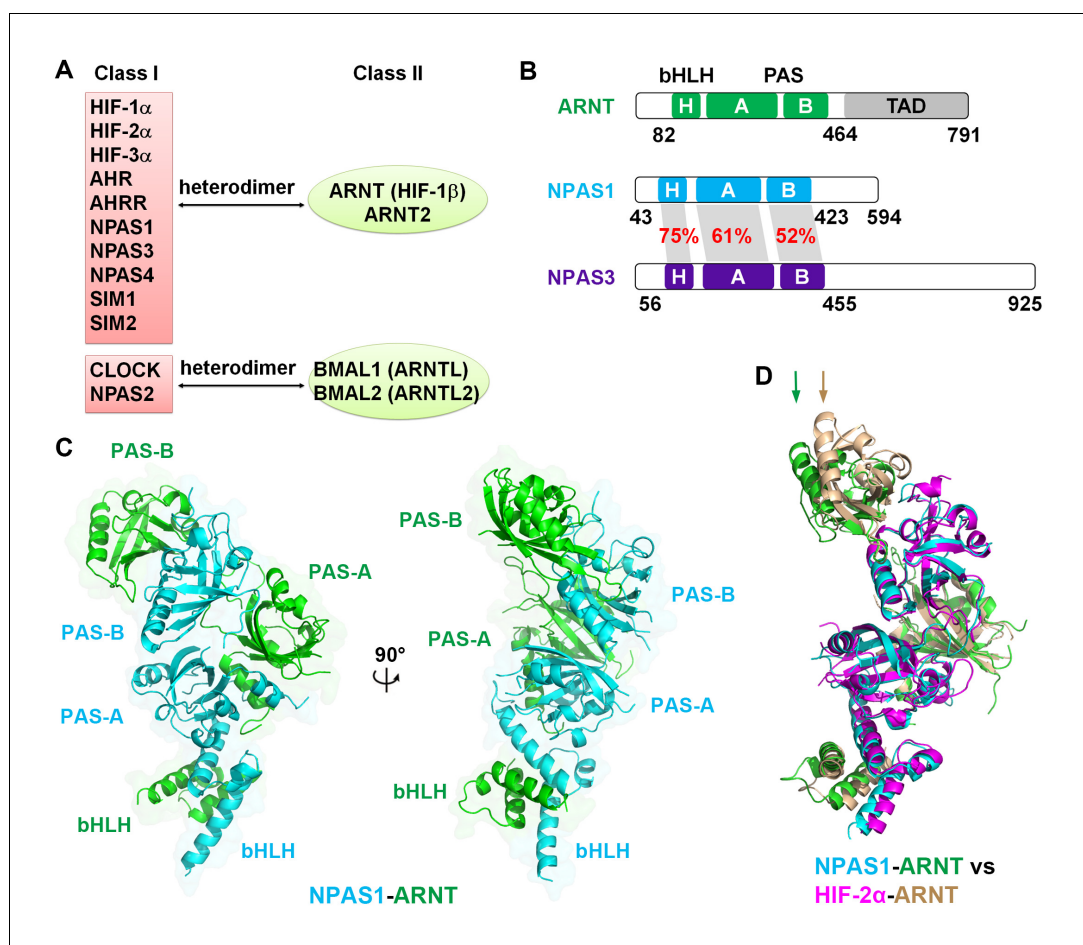 A
Class I
Class II
HIF-1α
HIF-2α
HIF-3α
AHR
AHRR
NPAS1
NPAS3
NPAS4
SIM1
SIM2
heterodimer
ARNT (HIF-1β)
ARNT2
CLOCK
NPAS2
heterodimer
BMAL1 (ARNTL)
BMAL2 (ARNTL2)
B
bHLH PAS
ARNT H A B TAD
82 464 791
NPAS1 H A B
43 423 594
75% 61% 52%
NPAS3 H A B
56 455 925
C
PAS-B
PAS-A
PAS-B
PAS-A
bHLH
bHLH
90°
PAS-B
PAS-B
PAS-A
PAS-A
bHLH
bHLH
NPAS1-ARNT
D
NPAS1-ARNT vs
HIF-2α-ARNT